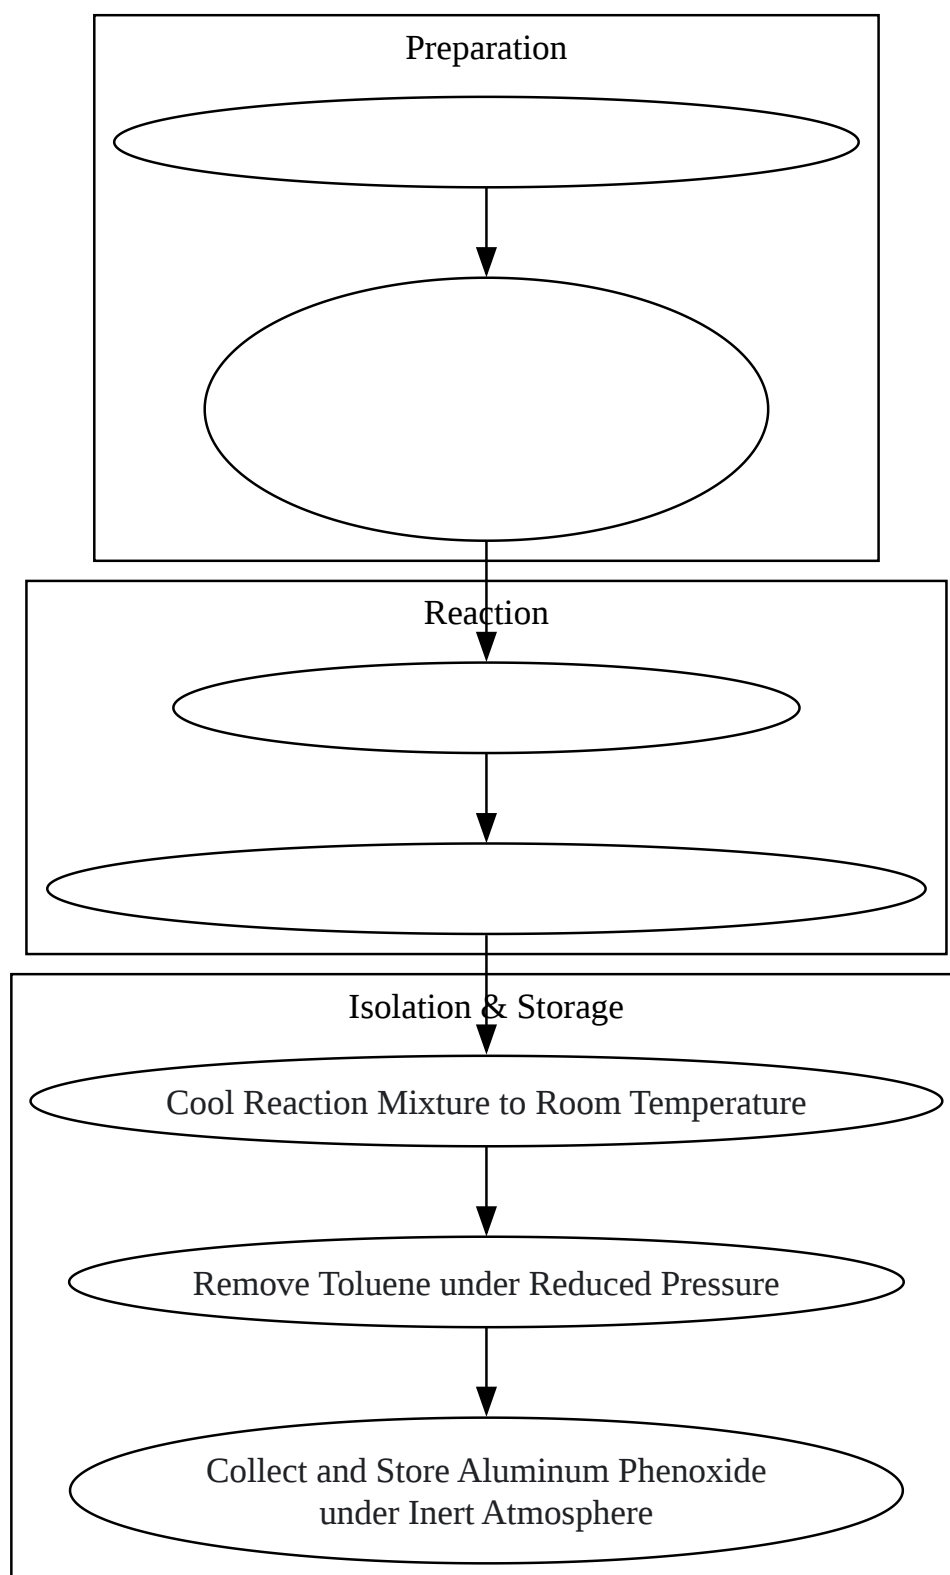 Preparation
Reaction
Isolation & Storage
Cool Reaction Mixture to Room Temperature
Remove Toluene under Reduced Pressure
Collect and Store Aluminum Phenoxide
under Inert Atmosphere